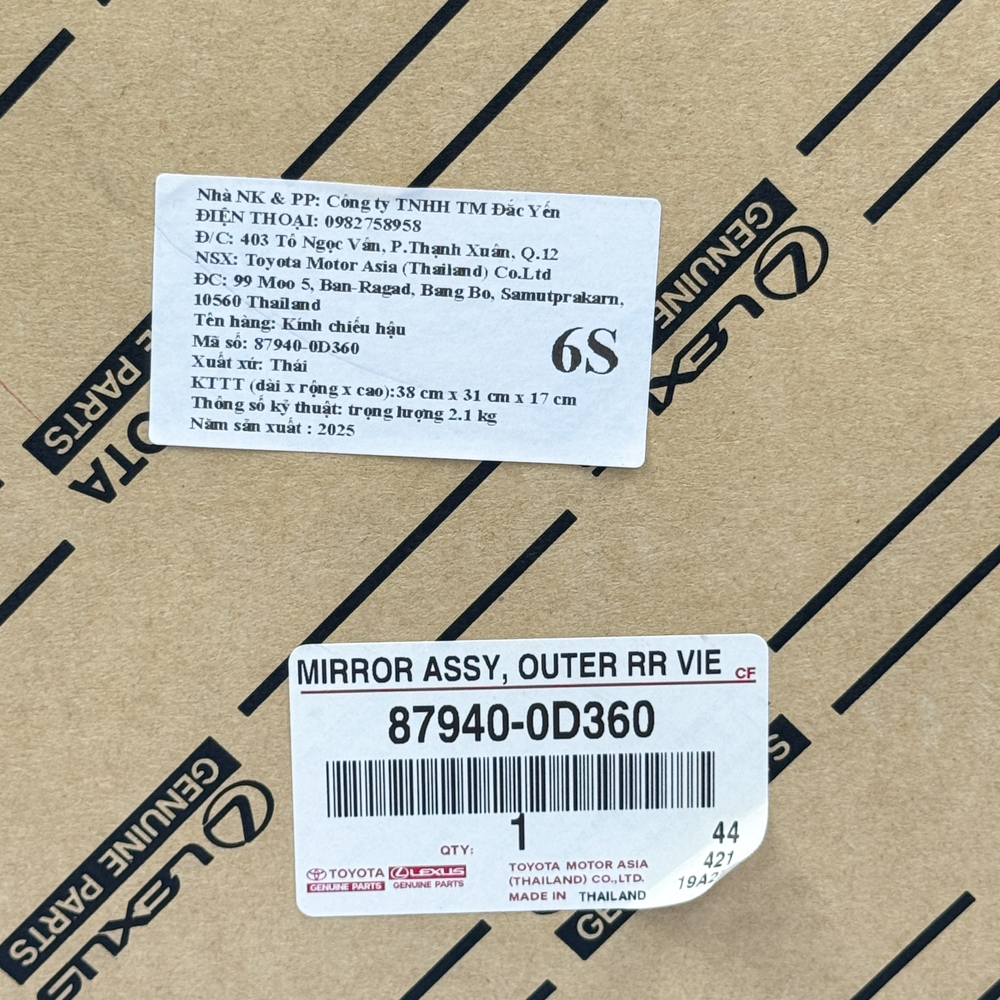 Nhà NK & PP: Công ty TNHH TM Đắc Yến
ĐIỆN THOẠI: 0982758958
Đ/C: 403 Tô Ngọc Vân, P.Thạnh Xuân, Q.12
NSX: Toyota Motor Asia (Thailand) Co.Ltd
ĐC: 99 Moo 5, Ban-Ragad, Bang Bo, Samutprakarn,
10560 Thailand
Tên hàng: Kính chiếu hậu
Mã số: 87940-0D360
Xuất xứ: Thái
KTTT (dài x rộng x cao):38 cm x 31 cm x 17 cm
Thông số kỹ thuật: trọng lượng 2.1 kg
Năm sản xuất : 2025
6S
GENUINE
LEXUS
PARTS
OTA
MIRROR ASSY, OUTER RR VIE
CF
87940-0D360
QTY:
1
44
421
TOYOTA
GENUINE PARTS
LEXUS
GENUINE PARTS
TOYOTA MOTOR ASIA
(THAILAND) CO.,LTD.
MADE IN THAILAND
S
GENUINE PARTS
LEXUS
GE